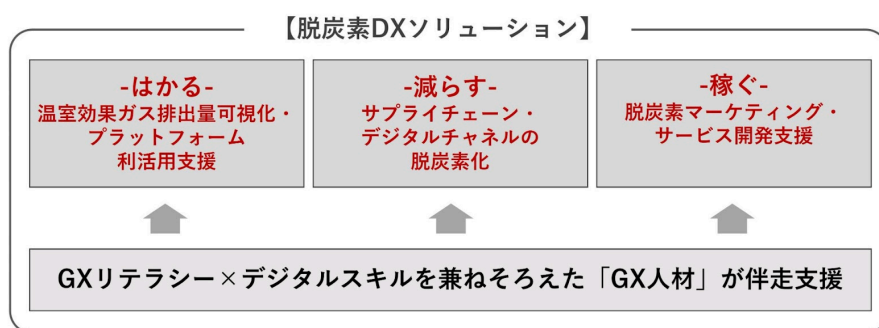 【脱炭素DXソリューション】
-はかる-
温室効果ガス排出量可視化・
プラットフォーム
利活用支援
-減らす-
サプライチェーン・
デジタルチャネルの
脱炭素化
-稼ぐ-
脱炭素マーケティング・
サービス開発支援
GXリテラシー×デジタルスキルを兼ねそろえた「GX人材」が伴走支援